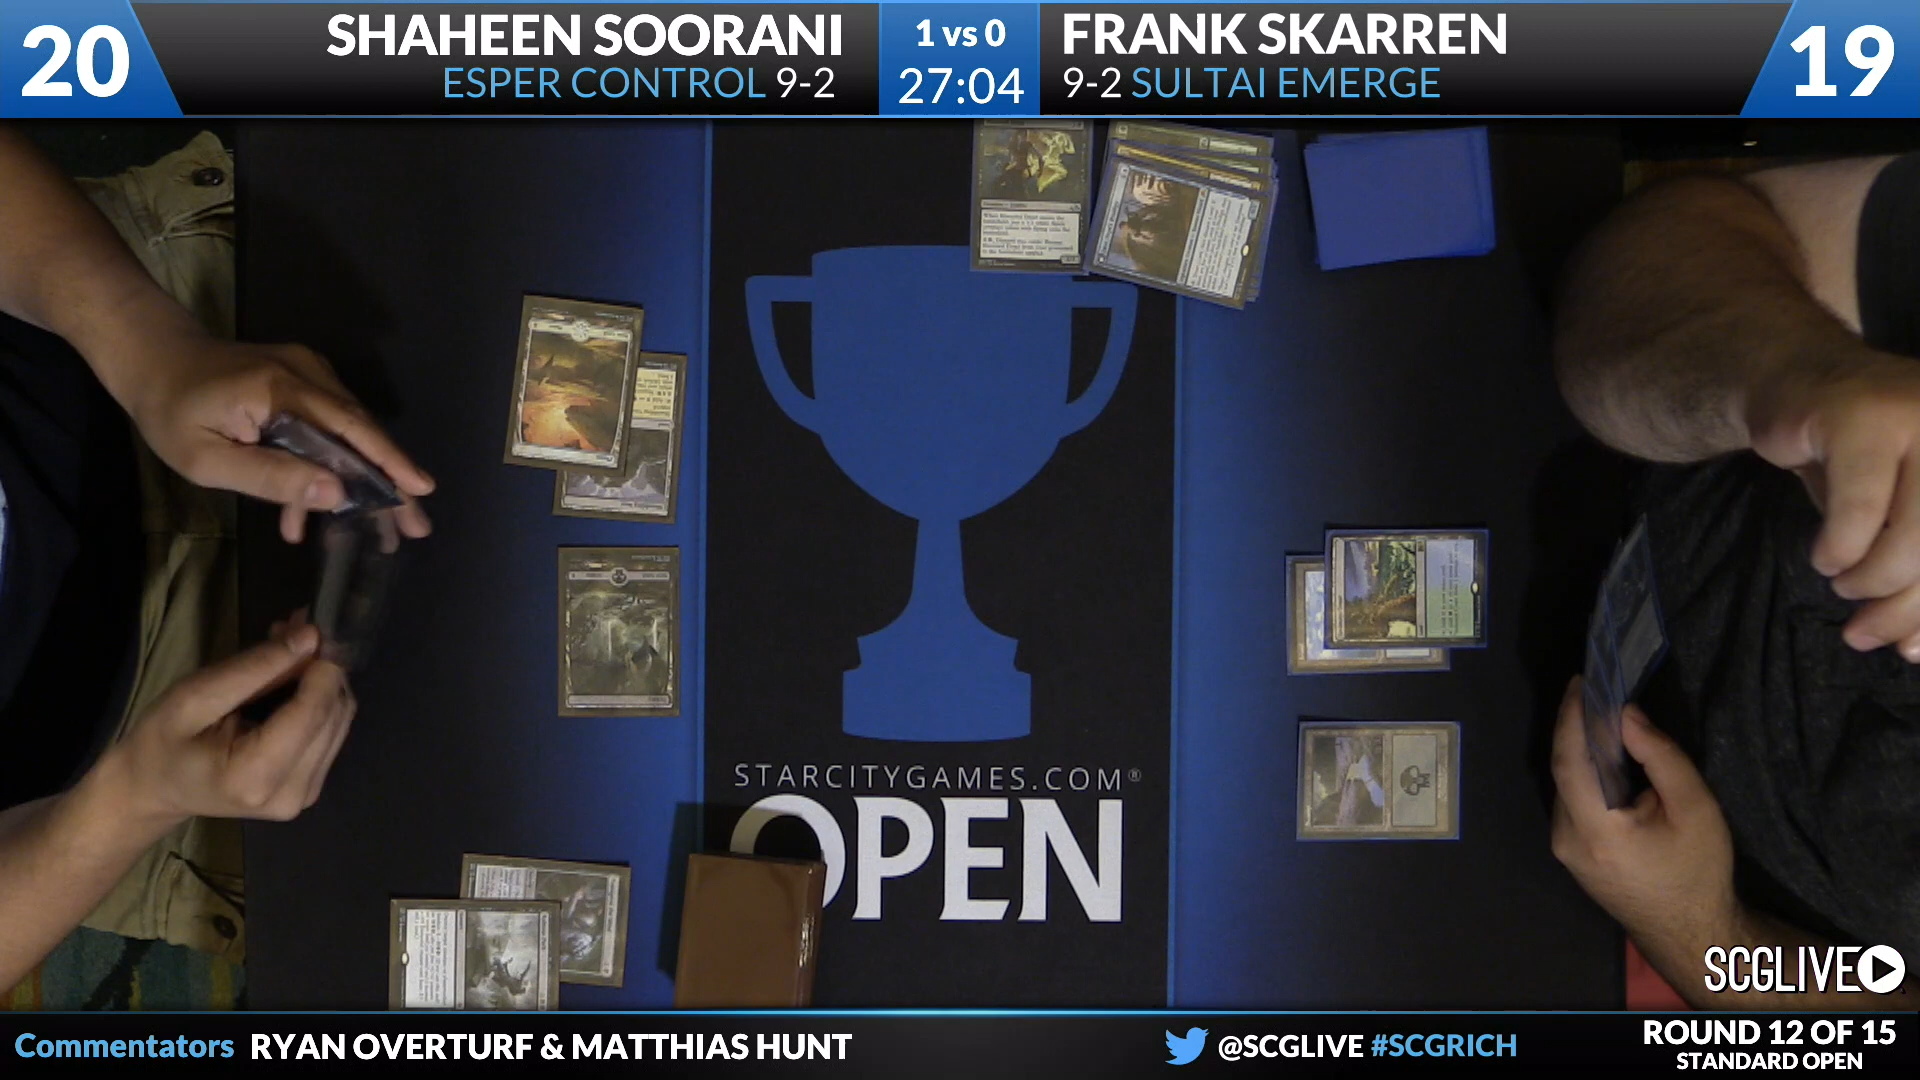 20
SHAHEEN SOORANI
ESPER CONTROL 9-2
1 vs 0
27:04
FRANK SKARREN
9-2 SULTAI EMERGE
19
STARCITYGAMES.COM®
OPEN
SCGLIVE
Commentators RYAN OVERTURF & MATTHIAS HUNT
@SCGLIVE #SCGRICH
ROUND 12 OF 15
STANDARD OPEN